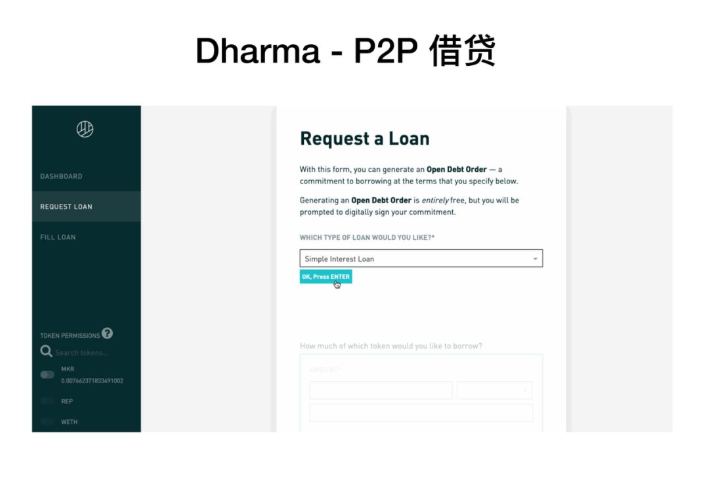 Dharma - P2P 借贷
DASHBOARD
REQUEST LOAN
FILL LOAN
TOKEN PERMISSIONS ?
Search tokens...
MKR
0.007662371803491002
REP
WETH
Request a Loan
With this form, you can generate an Open Debt Order — a
commitment to borrowing at the terms that you specify below.
Generating an Open Debt Order is entirely free, but you will be
prompted to digitally sign your commitment.
WHICH TYPE OF LOAN WOULD YOU LIKE?*
Simple Interest Loan
OK, Press ENTER
How much of which token would you like to borrow?